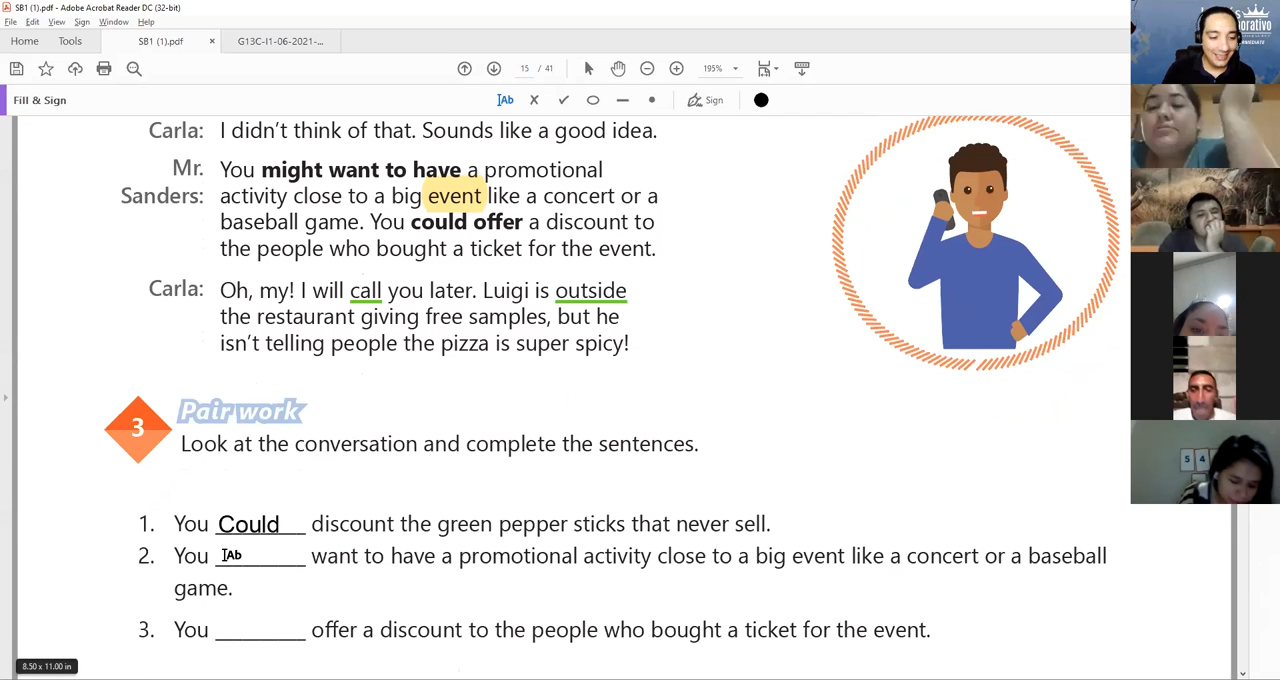 SB1 (1).pdf - Adobe Acrobat Reader DC (32-bit)
File Edit View Sign Window Help
Home Tools SB1 (1).pdf × G13C-I1-06-2021-...
15 / 41 195%
Fill & Sign Ab Sign
Carla: I didn't think of that. Sounds like a good idea.
Mr. Sanders: You might want to have a promotional
activity close to a big event like a concert or a
baseball game. You could offer a discount to
the people who bought a ticket for the event.
Carla: Oh, my! I will call you later. Luigi is outside
the restaurant giving free samples, but he
isn't telling people the pizza is super spicy!
3 Pair work
Look at the conversation and complete the sentences.
1. You Could discount the green pepper sticks that never sell.
2. You Ab want to have a promotional activity close to a big event like a concert or a baseball
game.
3. You ________ offer a discount to the people who bought a ticket for the event.
8.50 x 11.00 in
5 4